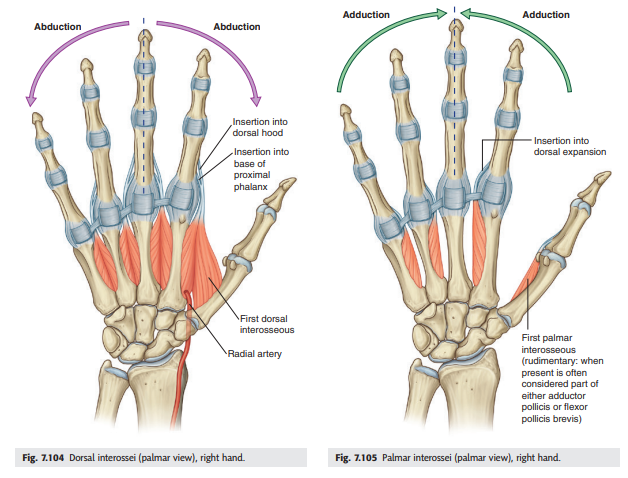 Abduction
Abduction
Insertion into
dorsal hood
Insertion into
base of
proximal
phalanx
First dorsal
interosseous
Radial artery
Fig. 7.104 Dorsal interossei (palmar view), right hand.
Adduction
Adduction
Insertion into
dorsal expansion
First palmar
interosseous
(rudimentary: when
present is often
considered part of
either adductor
pollicis or flexor
pollicis brevis)
Fig. 7.105 Palmar interossei (palmar view), right hand.